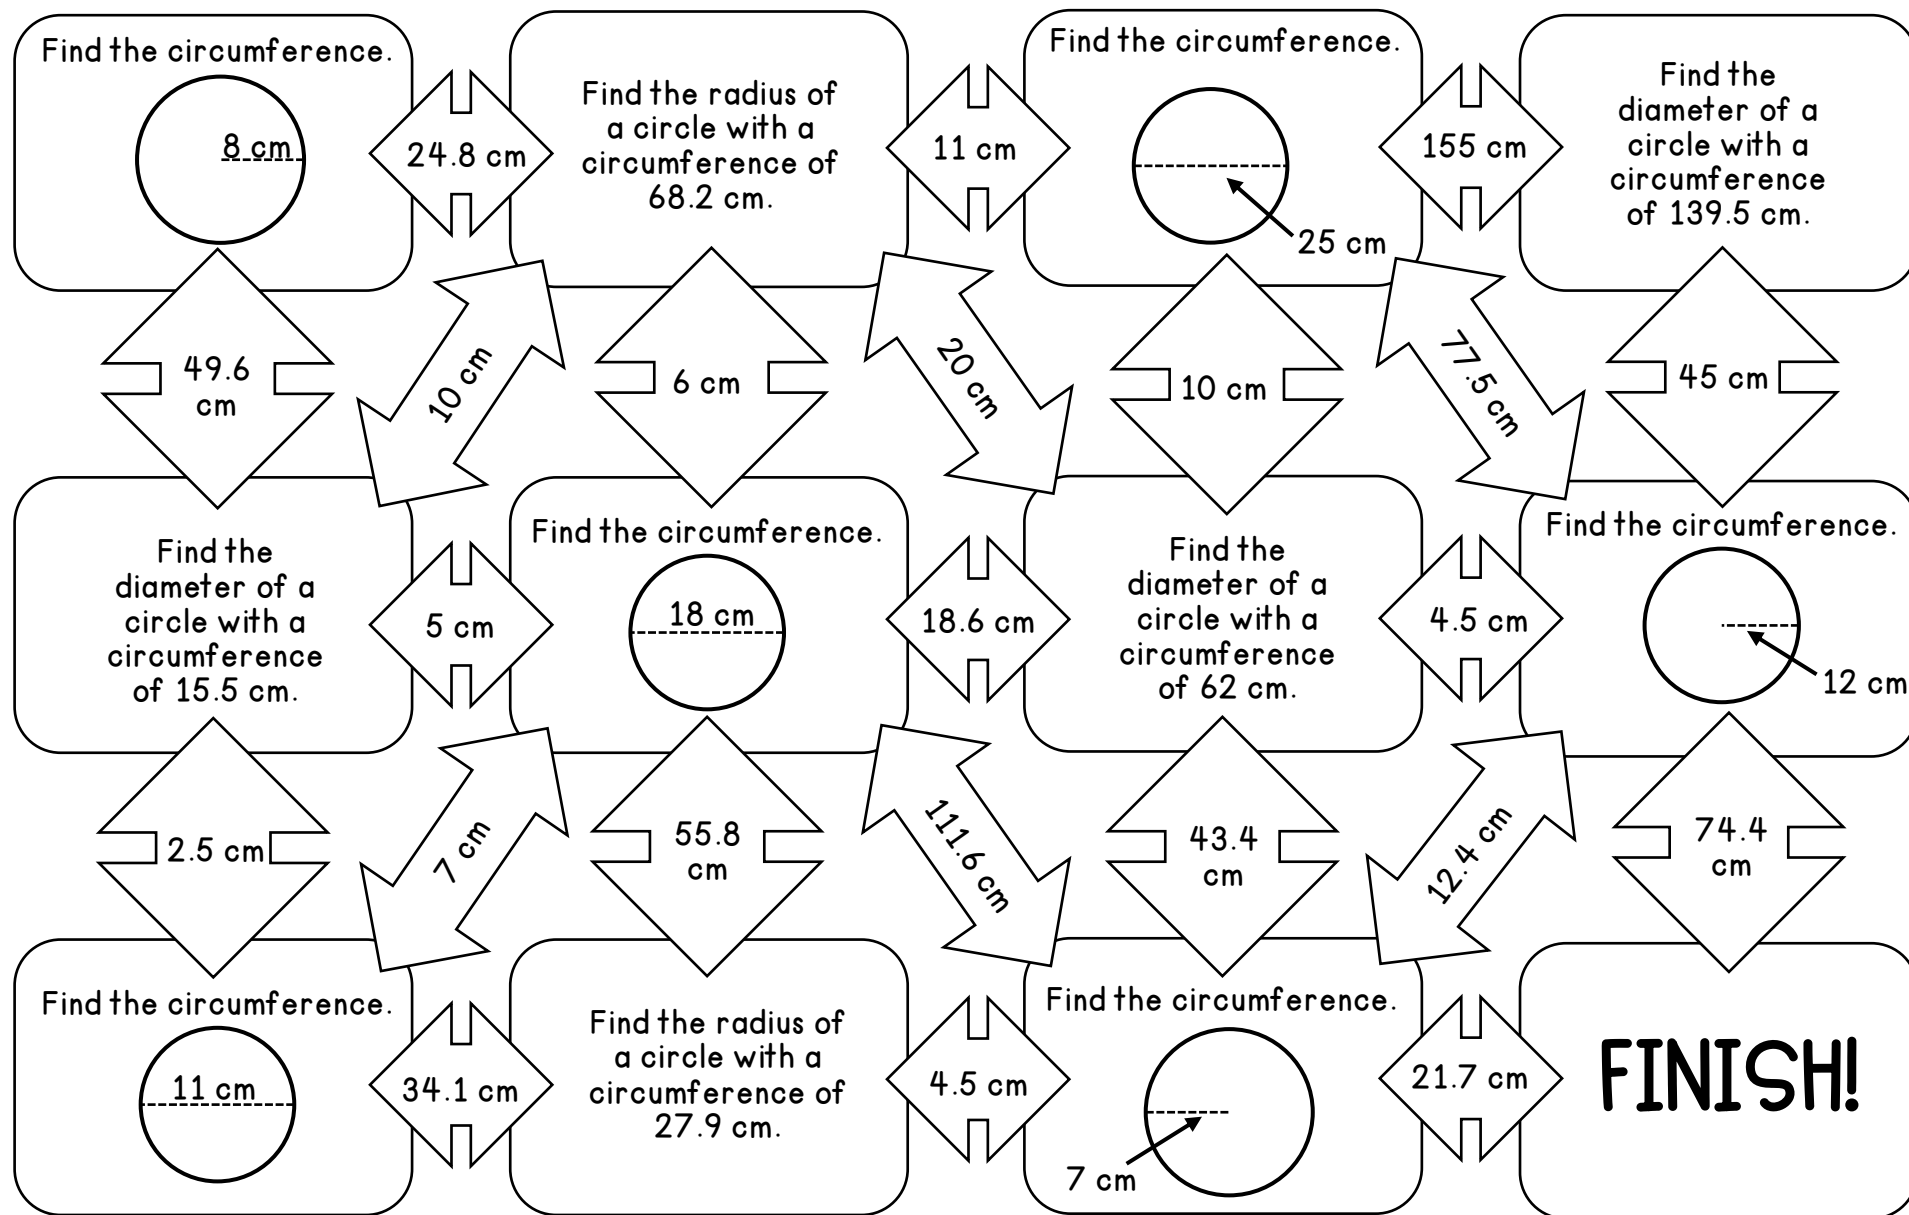 Find the circumference.
8 cm
24.8 cm
Find the radius of
a circle with a
circumference of
68.2 cm.
11 cm
Find the circumference.
25 cm
155 cm
Find the
diameter of a
circle with a
circumference
of 139.5 cm.
49.6
cm
10 cm
6 cm
20 cm
10 cm
77.5 cm
45 cm
Find the
diameter of a
circle with a
circumference
of 15.5 cm.
5 cm
Find the circumference.
18 cm
18.6 cm
Find the
diameter of a
circle with a
circumference
of 62 cm.
4.5 cm
Find the circumference.
12 cm
2.5 cm
7 cm
55.8
cm
111.6 cm
43.4
cm
12.4 cm
74.4
cm
Find the circumference.
11 cm
34.1 cm
Find the radius of
a circle with a
circumference of
27.9 cm.
4.5 cm
Find the circumference.
7 cm
21.7 cm
FINISH!